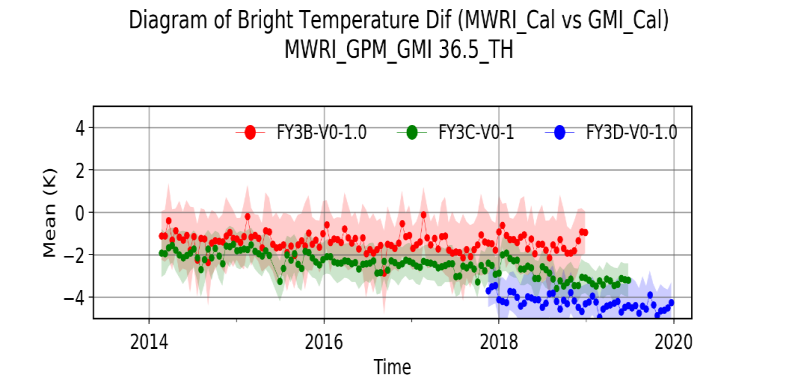 Diagram of Bright Temperature Dif (MWRI_Cal vs GMI_Cal)
MWRI_GPM_GMI 36.5_TH
FY3B-V0-1.0 FY3C-V0-1 FY3D-V0-1.0
Mean (K)
4
2
0
−2
−4
2014 2016 2018 2020
Time